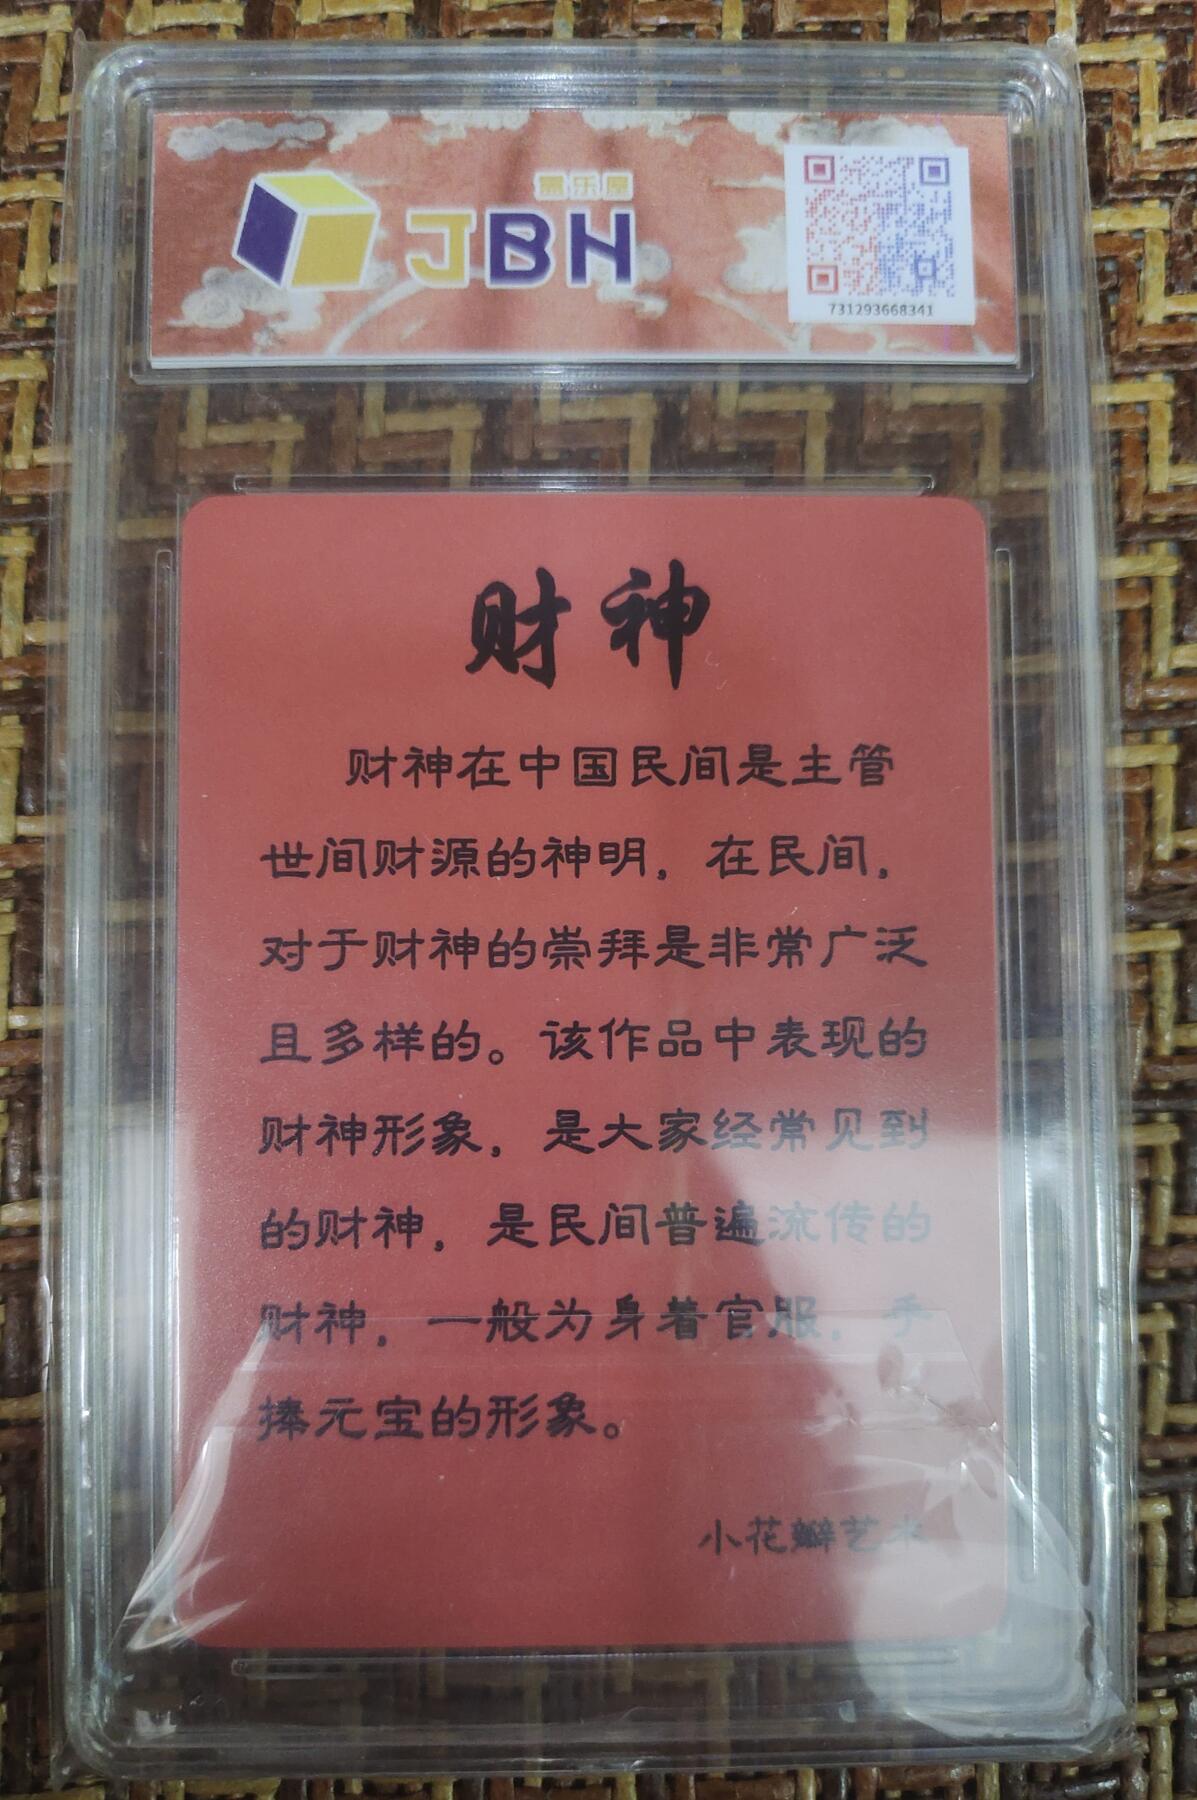 集乐屋
JBH
731293668341
财神
财神在中国民间是主管
世间财源的神明，在民间，
对于财神的崇拜是非常广泛
且多样的。该作品中表现的
财神形象，是大家经常见到
的财神，是民间普遍流传的
财神，一般为身着官服，手
捧元宝的形象。
小花瓣艺术